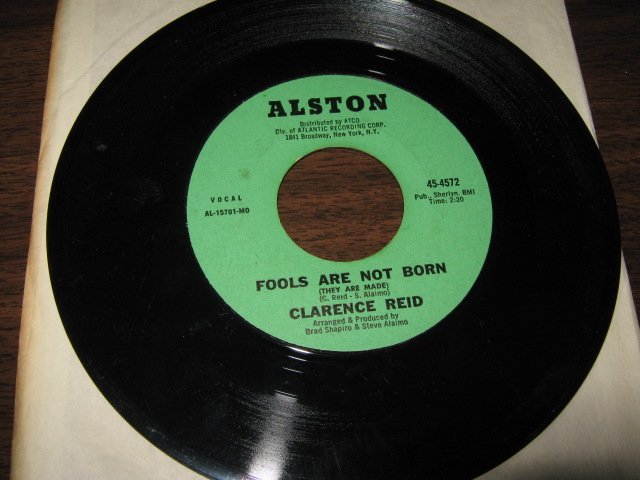 ALSTON
Distributed by ATCO
Div. of ATLANTIC RECORDING CORP.
1841 Broadway, New York, N.Y.
VOCAL
AL-15701-MO
45-4572
Pub., Sherlyn, BMI
Time: 2:20
FOOLS ARE NOT BORN
(THEY ARE MADE)
(C. Reid - S. Alaimo)
CLARENCE REID
Arranged & Produced by
Brad Shapiro & Steve Alaimo